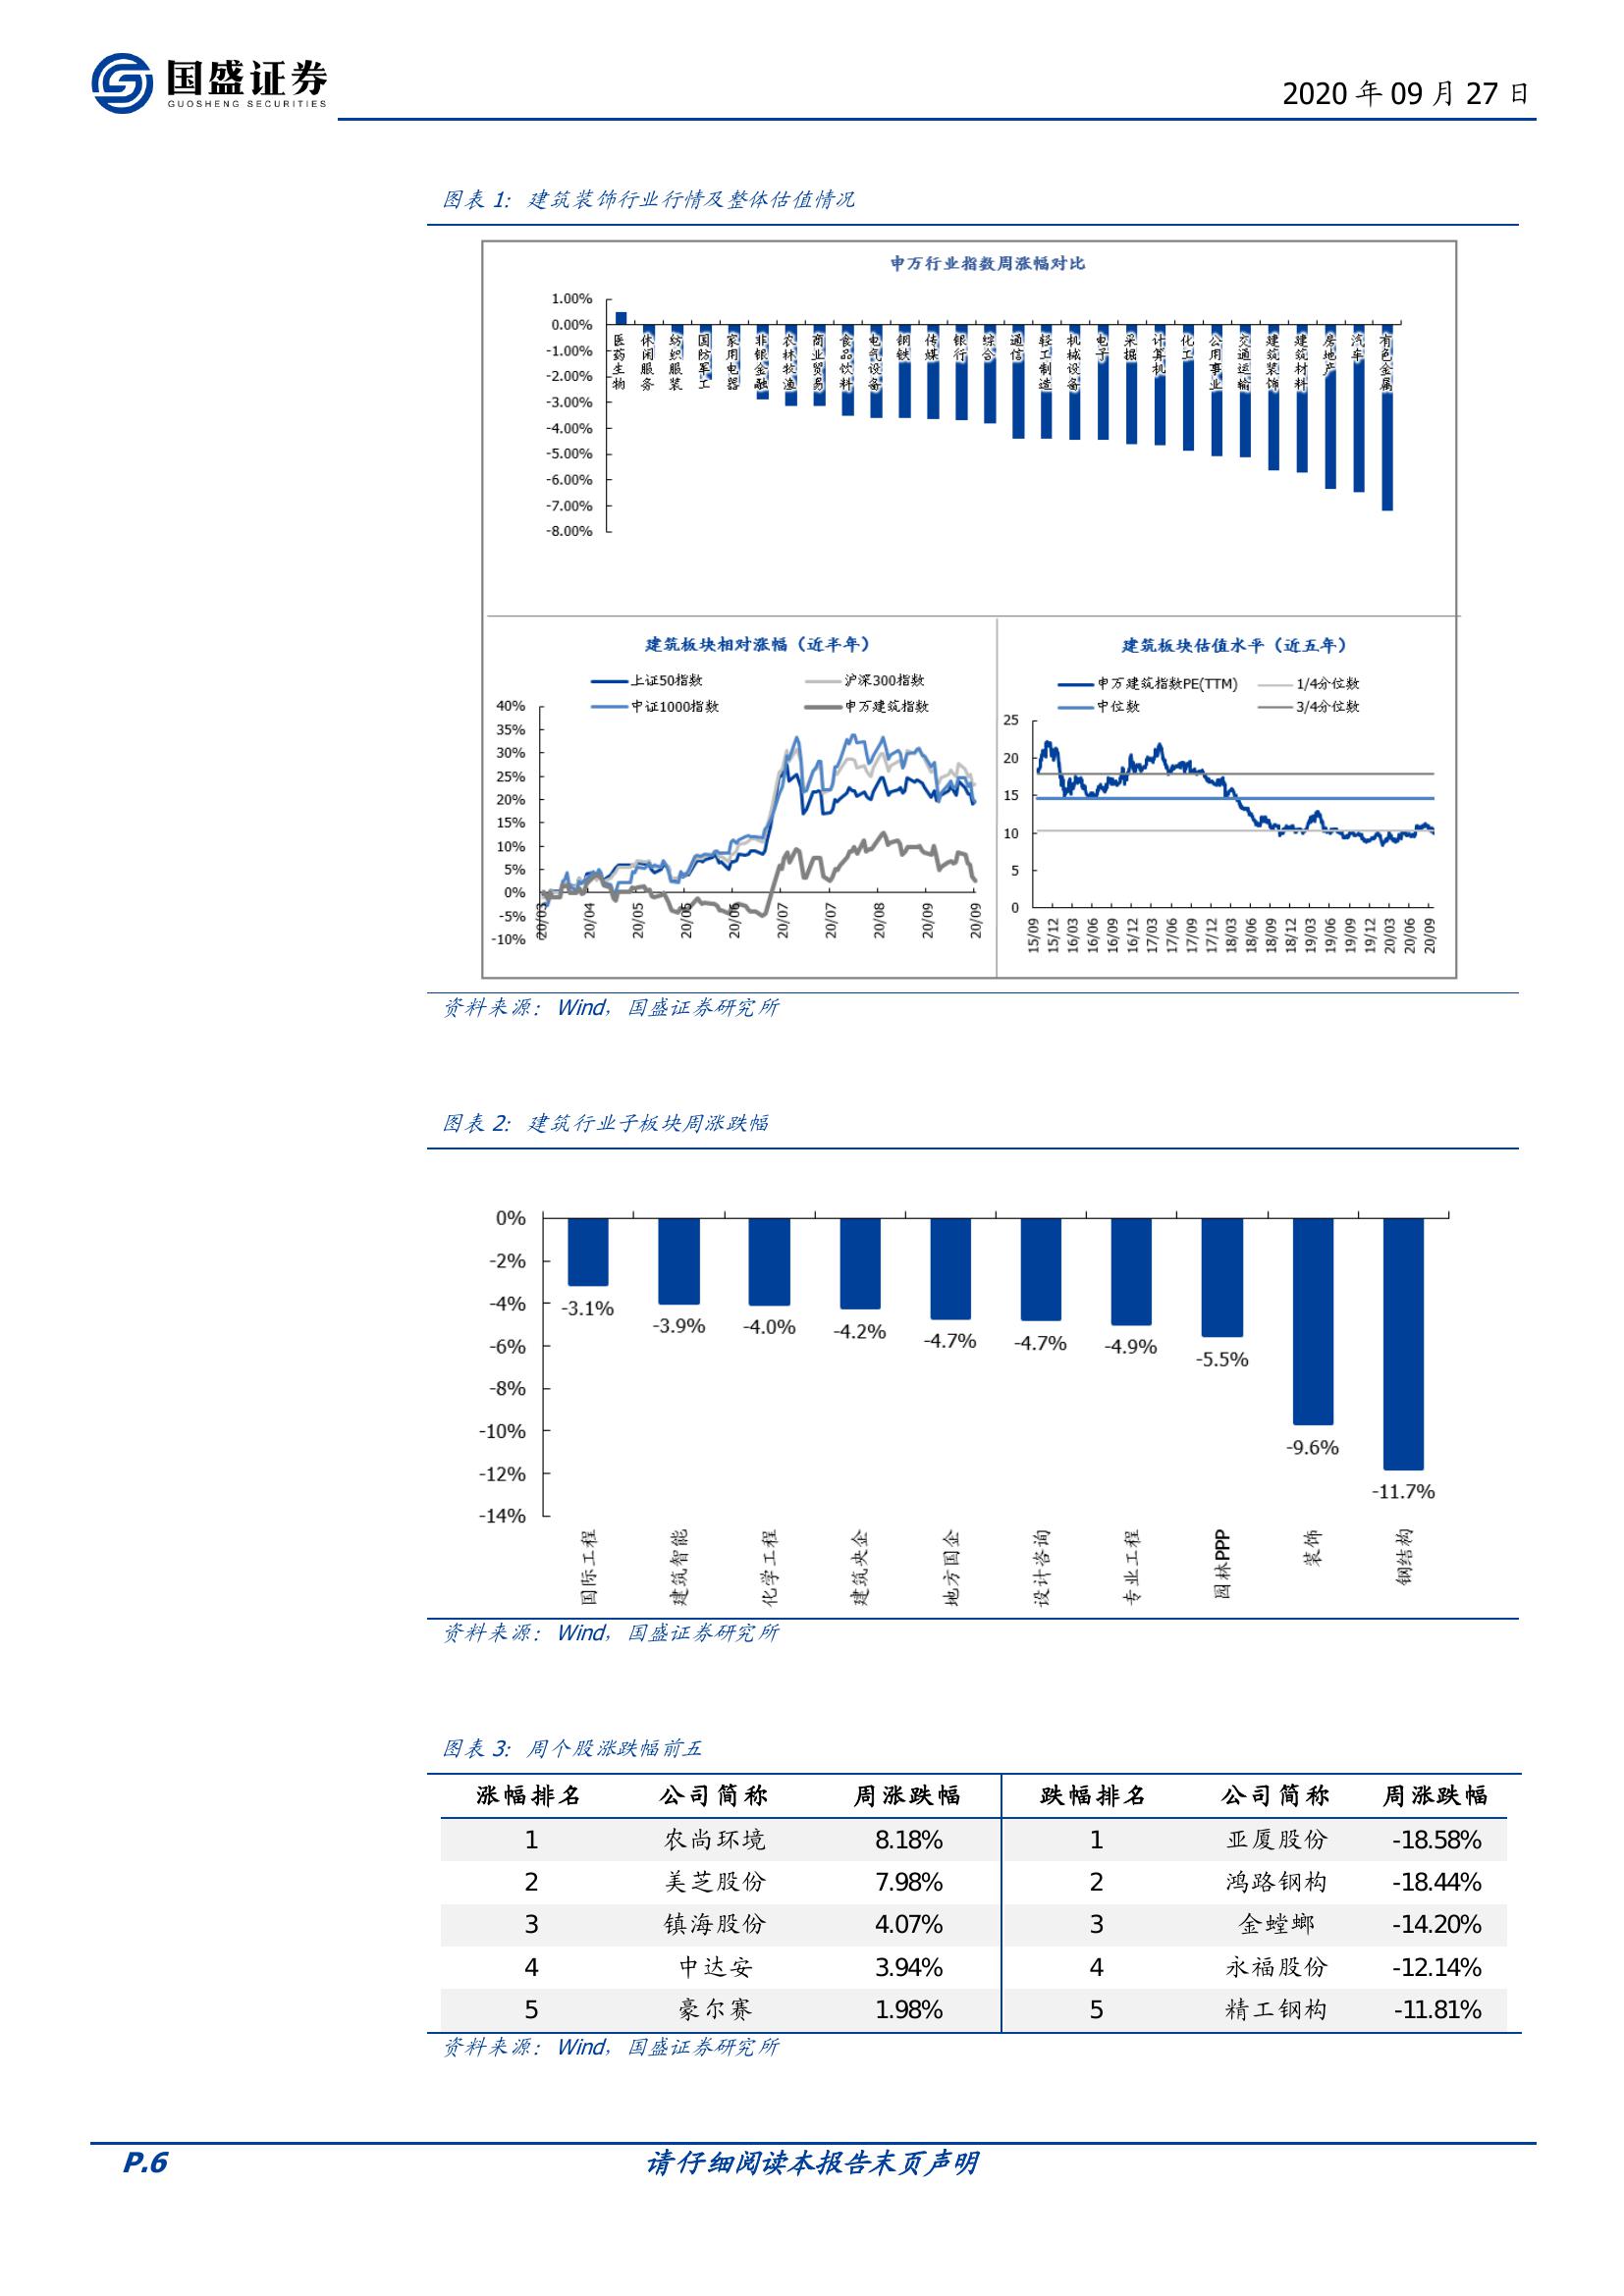 国盛证券
GUOSHENG SECURITIES
2020 年 09 月 27 日
图表 1: 建筑装饰行业行情及整体估值情况
申万行业指数周涨幅对比
1.00%
0.00%
-1.00%
-2.00%
-3.00%
-4.00%
-5.00%
-6.00%
-7.00%
-8.00%
医药生物
休闲服务
纺织服装
国防军工
家用电器
非银金融
农林牧渔
商业贸易
食品饮料
电气设备
钢铁
传媒
银行
综合
通信
轻工制造
机械设备
电子
采掘
计算机
化工
公用事业
交通运输
建筑装饰
建筑材料
房地产
汽车
有色金属
建筑板块相对涨幅（近半年）
上证50指数 沪深300指数
中证1000指数 申万建筑指数
40%
35%
30%
25%
20%
15%
10%
5%
0%
-5%
-10%
20/03 20/04 20/05 20/05 20/06 20/07 20/07 20/08 20/09 20/09
建筑板块估值水平（近五年）
申万建筑指数PE(TTM) 1/4分位数
中位数 3/4分位数
25
20
15
10
5
0
15/09 15/12 16/03 16/06 16/09 16/12 17/03 17/06 17/09 17/12 18/03 18/06 18/09 18/12 19/03 19/06 19/09 19/12 20/03 20/06 20/09
资料来源：Wind，国盛证券研究所
图表 2: 建筑行业子板块周涨跌幅
0%
-2%
-4%
-6%
-8%
-10%
-12%
-14%
-3.1% -3.9% -4.0% -4.2% -4.7% -4.7% -4.9% -5.5% -9.6% -11.7%
国际工程 建筑智能 化学工程 建筑央企 地方国企 设计咨询 专业工程 园林PPP 装饰 钢结构
资料来源：Wind，国盛证券研究所
图表 3: 周个股涨跌幅前五
涨幅排名 公司简称 周涨跌幅 跌幅排名 公司简称 周涨跌幅
1 农尚环境 8.18% 1 亚厦股份 -18.58%
2 美芝股份 7.98% 2 鸿路钢构 -18.44%
3 镇海股份 4.07% 3 金螳螂 -14.20%
4 中达安 3.94% 4 永福股份 -12.14%
5 豪尔赛 1.98% 5 精工钢构 -11.81%
资料来源：Wind，国盛证券研究所
P.6 请仔细阅读本报告末页声明